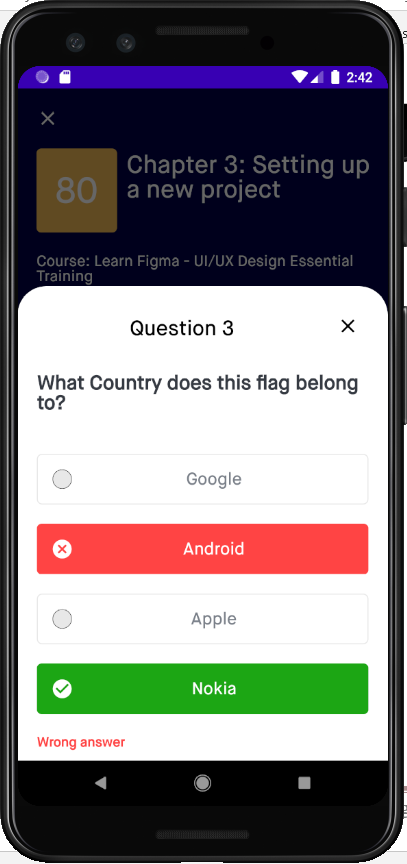 2:42
80
Chapter 3: Setting up
a new project
Course: Learn Figma - UI/UX Design Essential
Training
Question 3
What Country does this flag belong
to?
Google
Android
Apple
Nokia
Wrong answer